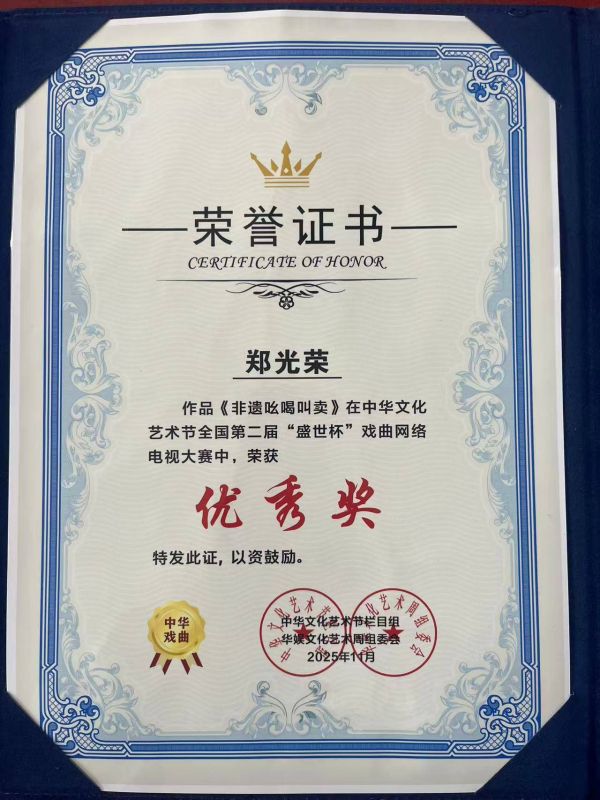 荣誉证书
CERTIFICATE OF HONOR
郑光荣
作品《非遗吆喝叫卖》在中华文化
艺术节全国第二届“盛世杯”戏曲网络
电视大赛中，荣获
优秀奖
特发此证，以资鼓励。
中华
戏曲
中华文化艺术节栏目组
华娱文化艺术周组委会
2025年11月